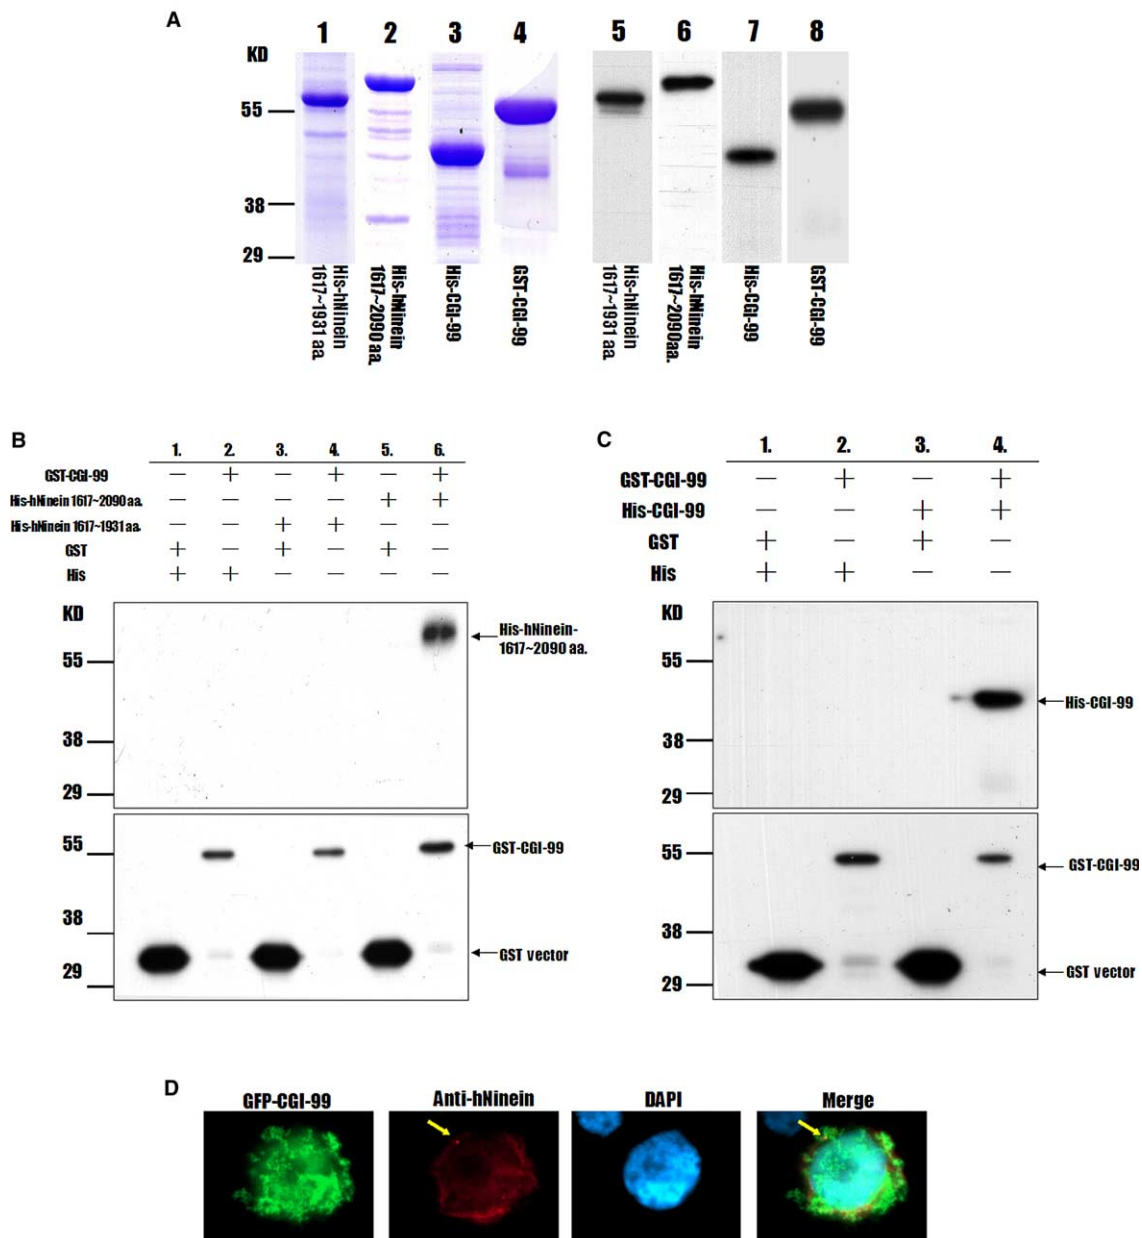 A
1 2 3 4 5 6 7 8
KD
55
38
29
His-hNinein
1617~1931 aa.
His-hNinein
1617~2090 aa.
His-CGI-99
GST-CGI-99
His-hNinein
1617~1931 aa.
His-hNinein
1617~2090aa.
His-CGI-99
GST-CGI-99
B
1. 2. 3. 4. 5. 6.
GST-CGI-99 — + — + — +
His-hNinein 1617~2090 aa. — — — — + +
His-hNinein 1617~1931 aa. — — + + — —
GST + — + — + —
His + + — — — —
KD
55
38
29
His-hNinein-
1617~2090 aa.
55
38
29
GST-CGI-99
GST vector
C
1. 2. 3. 4.
GST-CGI-99 — + — +
His-CGI-99 — — + +
GST + — + —
His + + — —
KD
55
38
29
His-CGI-99
55
38
29
GST-CGI-99
GST vector
D
GFP-CGI-99 Anti-hNinein DAPI Merge